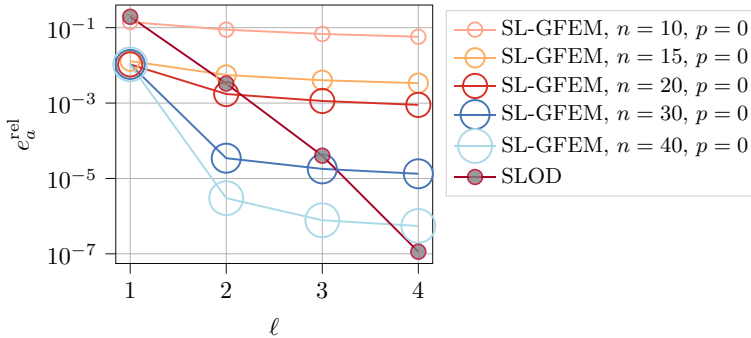 10⁻¹
10⁻³
10⁻⁵
10⁻⁷
1 2 3 4
ℓ
e_a^rel
SL-GFEM, n = 10, p = 0
SL-GFEM, n = 15, p = 0
SL-GFEM, n = 20, p = 0
SL-GFEM, n = 30, p = 0
SL-GFEM, n = 40, p = 0
SLOD